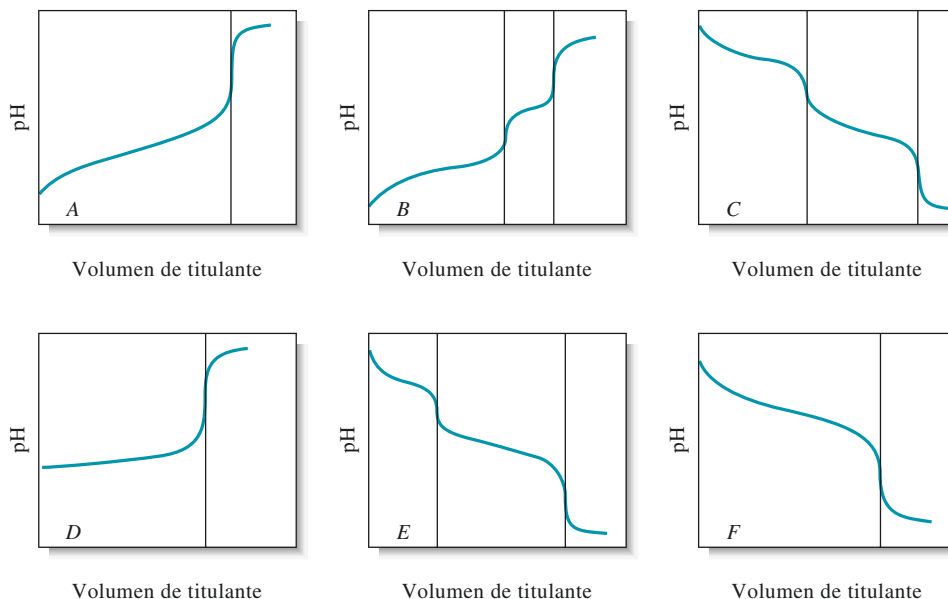 pH
A
Volumen de titulante
pH
B
Volumen de titulante
pH
C
Volumen de titulante
pH
D
Volumen de titulante
pH
E
Volumen de titulante
pH
F
Volumen de titulante